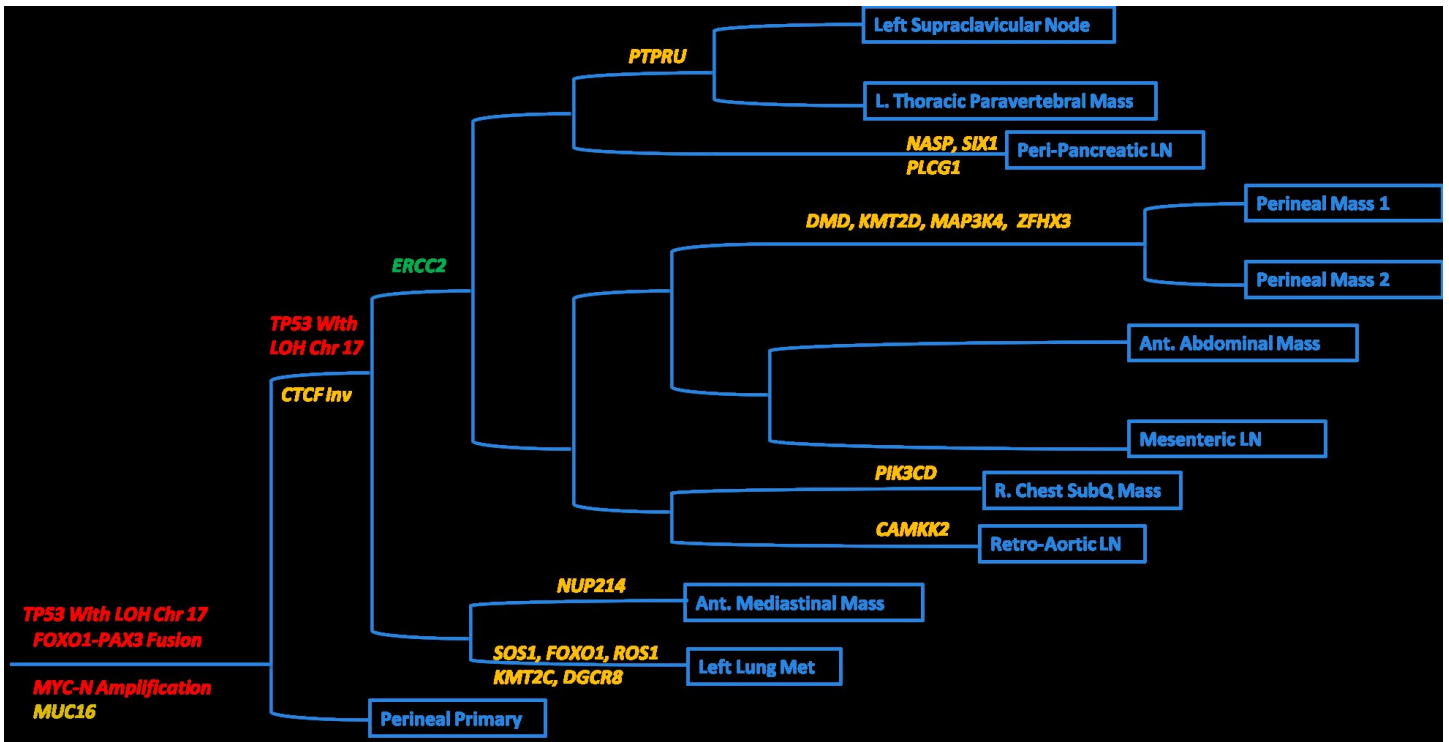 Left Supraclavicular Node
PTPRU
L. Thoracic Paravertebral Mass
NASP, SIX1
PLCG1
Peri-Pancreatic LN
Perineal Mass 1
DMD, KMT2D, MAP3K4, ZFHX3
ERCC2
Perineal Mass 2
TP53 With
LOH Chr 17
Ant. Abdominal Mass
CTCF inv
Mesenteric LN
PIK3CD
R. Chest SubQ Mass
CAMKK2
Retro-Aortic LN
NUP214
Ant. Mediastinal Mass
TP53 With LOH Chr 17
FOXO1-PAX3 Fusion
SOS1, FOXO1, ROS1
KMT2C, DGCR8
Left Lung Met
MYC-N Amplification
MUC16
Perineal Primary